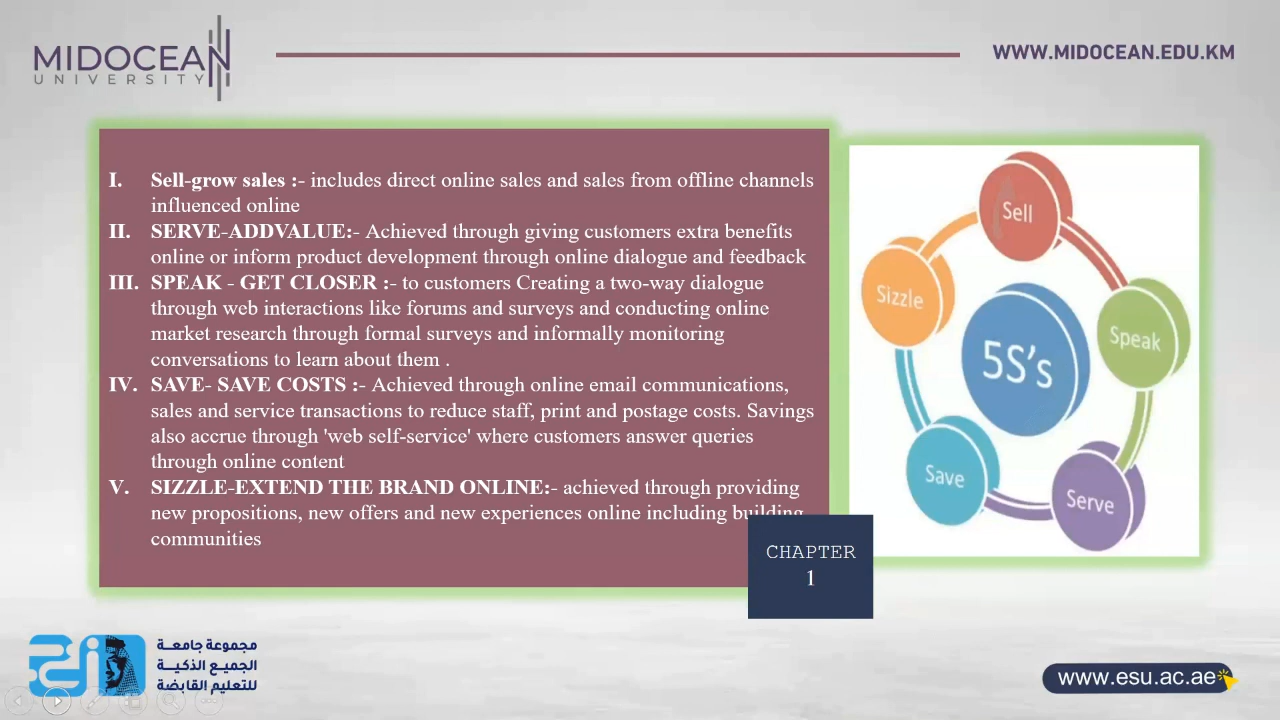 MIDOCEAN
UNIVERSITY
WWW.MIDOCEAN.EDU.KM
I. Sell-grow sales :- includes direct online sales and sales from offline channels
influenced online
II. SERVE-ADDVALUE:- Achieved through giving customers extra benefits
online or inform product development through online dialogue and feedback
III. SPEAK - GET CLOSER :- to customers Creating a two-way dialogue
through web interactions like forums and surveys and conducting online
market research through formal surveys and informally monitoring
conversations to learn about them .
IV. SAVE- SAVE COSTS :- Achieved through online email communications,
sales and service transactions to reduce staff, print and postage costs. Savings
also accrue through 'web self-service' where customers answer queries
through online content
V. SIZZLE-EXTEND THE BRAND ONLINE:- achieved through providing
new propositions, new offers and new experiences online including building
communities
Sell
Speak
Serve
Save
Sizzle
5S's
CHAPTER
1
مجموعة جامعة
الجميع الذكية
للتعليم القابضة
www.esu.ac.ae